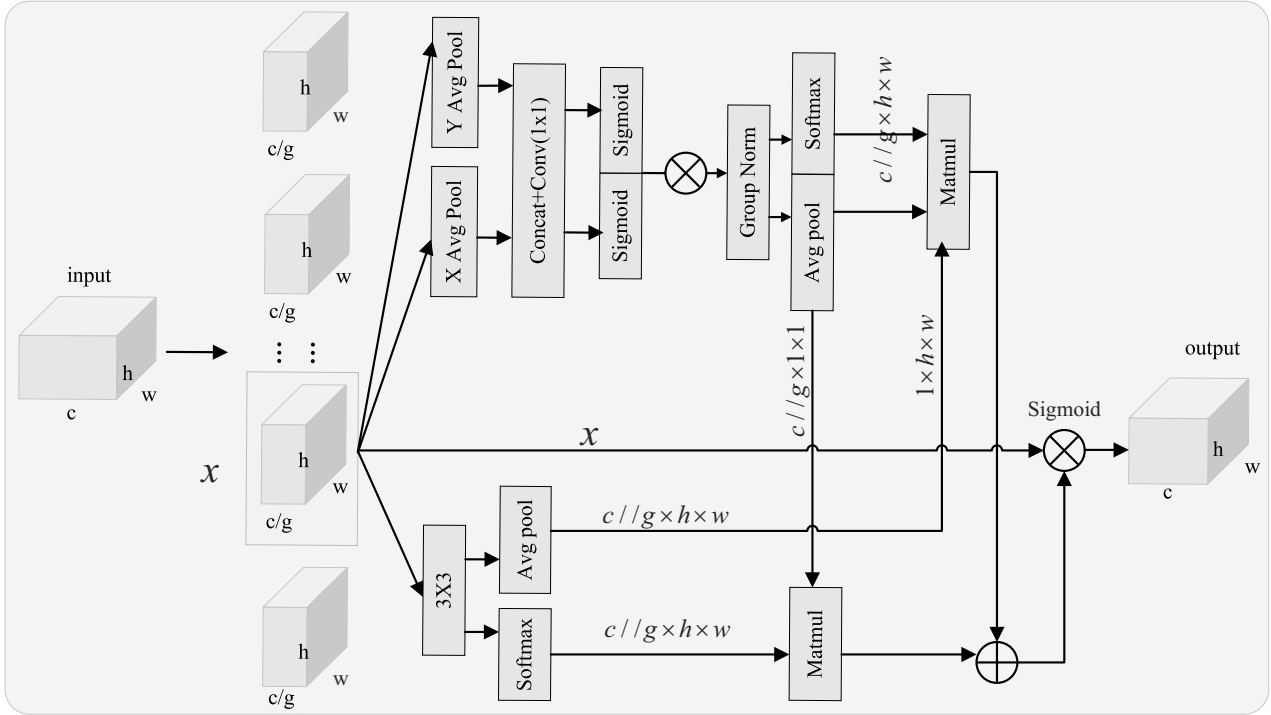 input
h
w
c
h
w
c/g
h
w
c/g
⋮ ⋮
x
h
w
c/g
h
w
c/g
Y Avg Pool
X Avg Pool
Concat+Conv(1x1)
Sigmoid
Sigmoid
Group Norm
Softmax
Avg pool
c//g×h×w
Matmul
c//g×1×1
1×h×w
x
3X3
Avg pool
Softmax
c//g×h×w
c//g×h×w
Matmul
Sigmoid
output
h
w
c